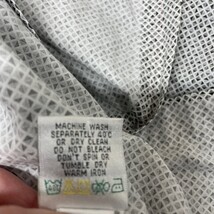 MACHINE WASH
SEPARATELY 40°C
OR DRY CLEAN
DO NOT BLEACH
DON'T SPIN OR
TUMBLE DRY
WARM IRON